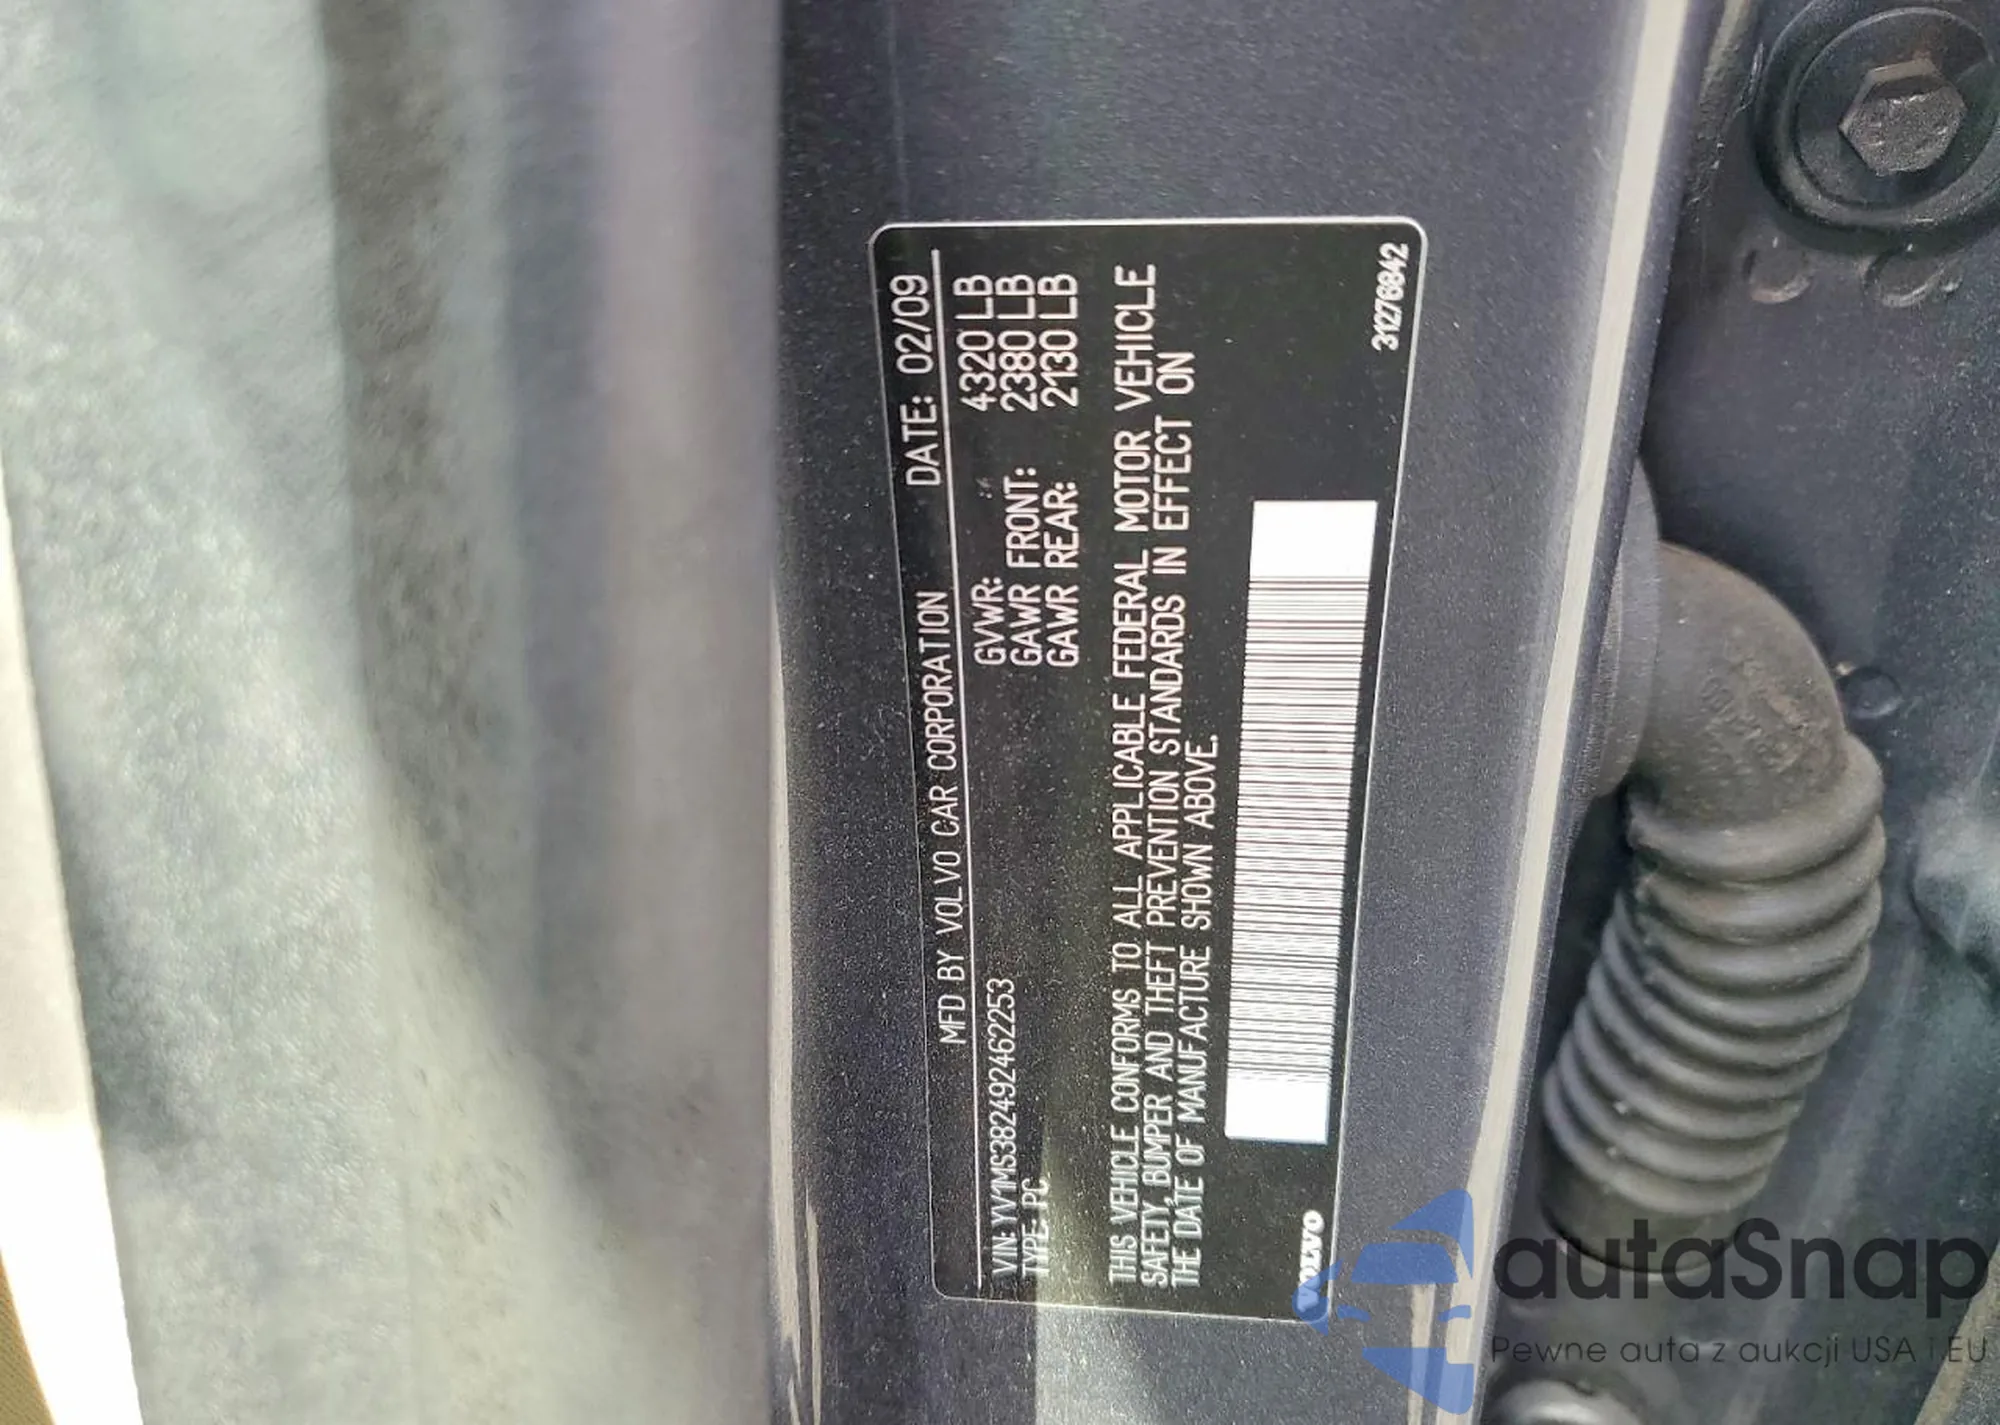 MFD BY VOLVO CAR CORPORATION DATE: 02/09
VIN: YV1MS382492462253 GVWR: 4320 LB
TYPE: PC GAWR FRONT: 2380 LB
GAWR REAR: 2130 LB
THIS VEHICLE CONFORMS TO ALL APPLICABLE FEDERAL MOTOR VEHICLE
SAFETY, BUMPER AND THEFT PREVENTION STANDARDS IN EFFECT ON
THE DATE OF MANUFACTURE SHOWN ABOVE.
VOLVO
31276842
autaSnap
Pewne auta z aukcji USA i EU